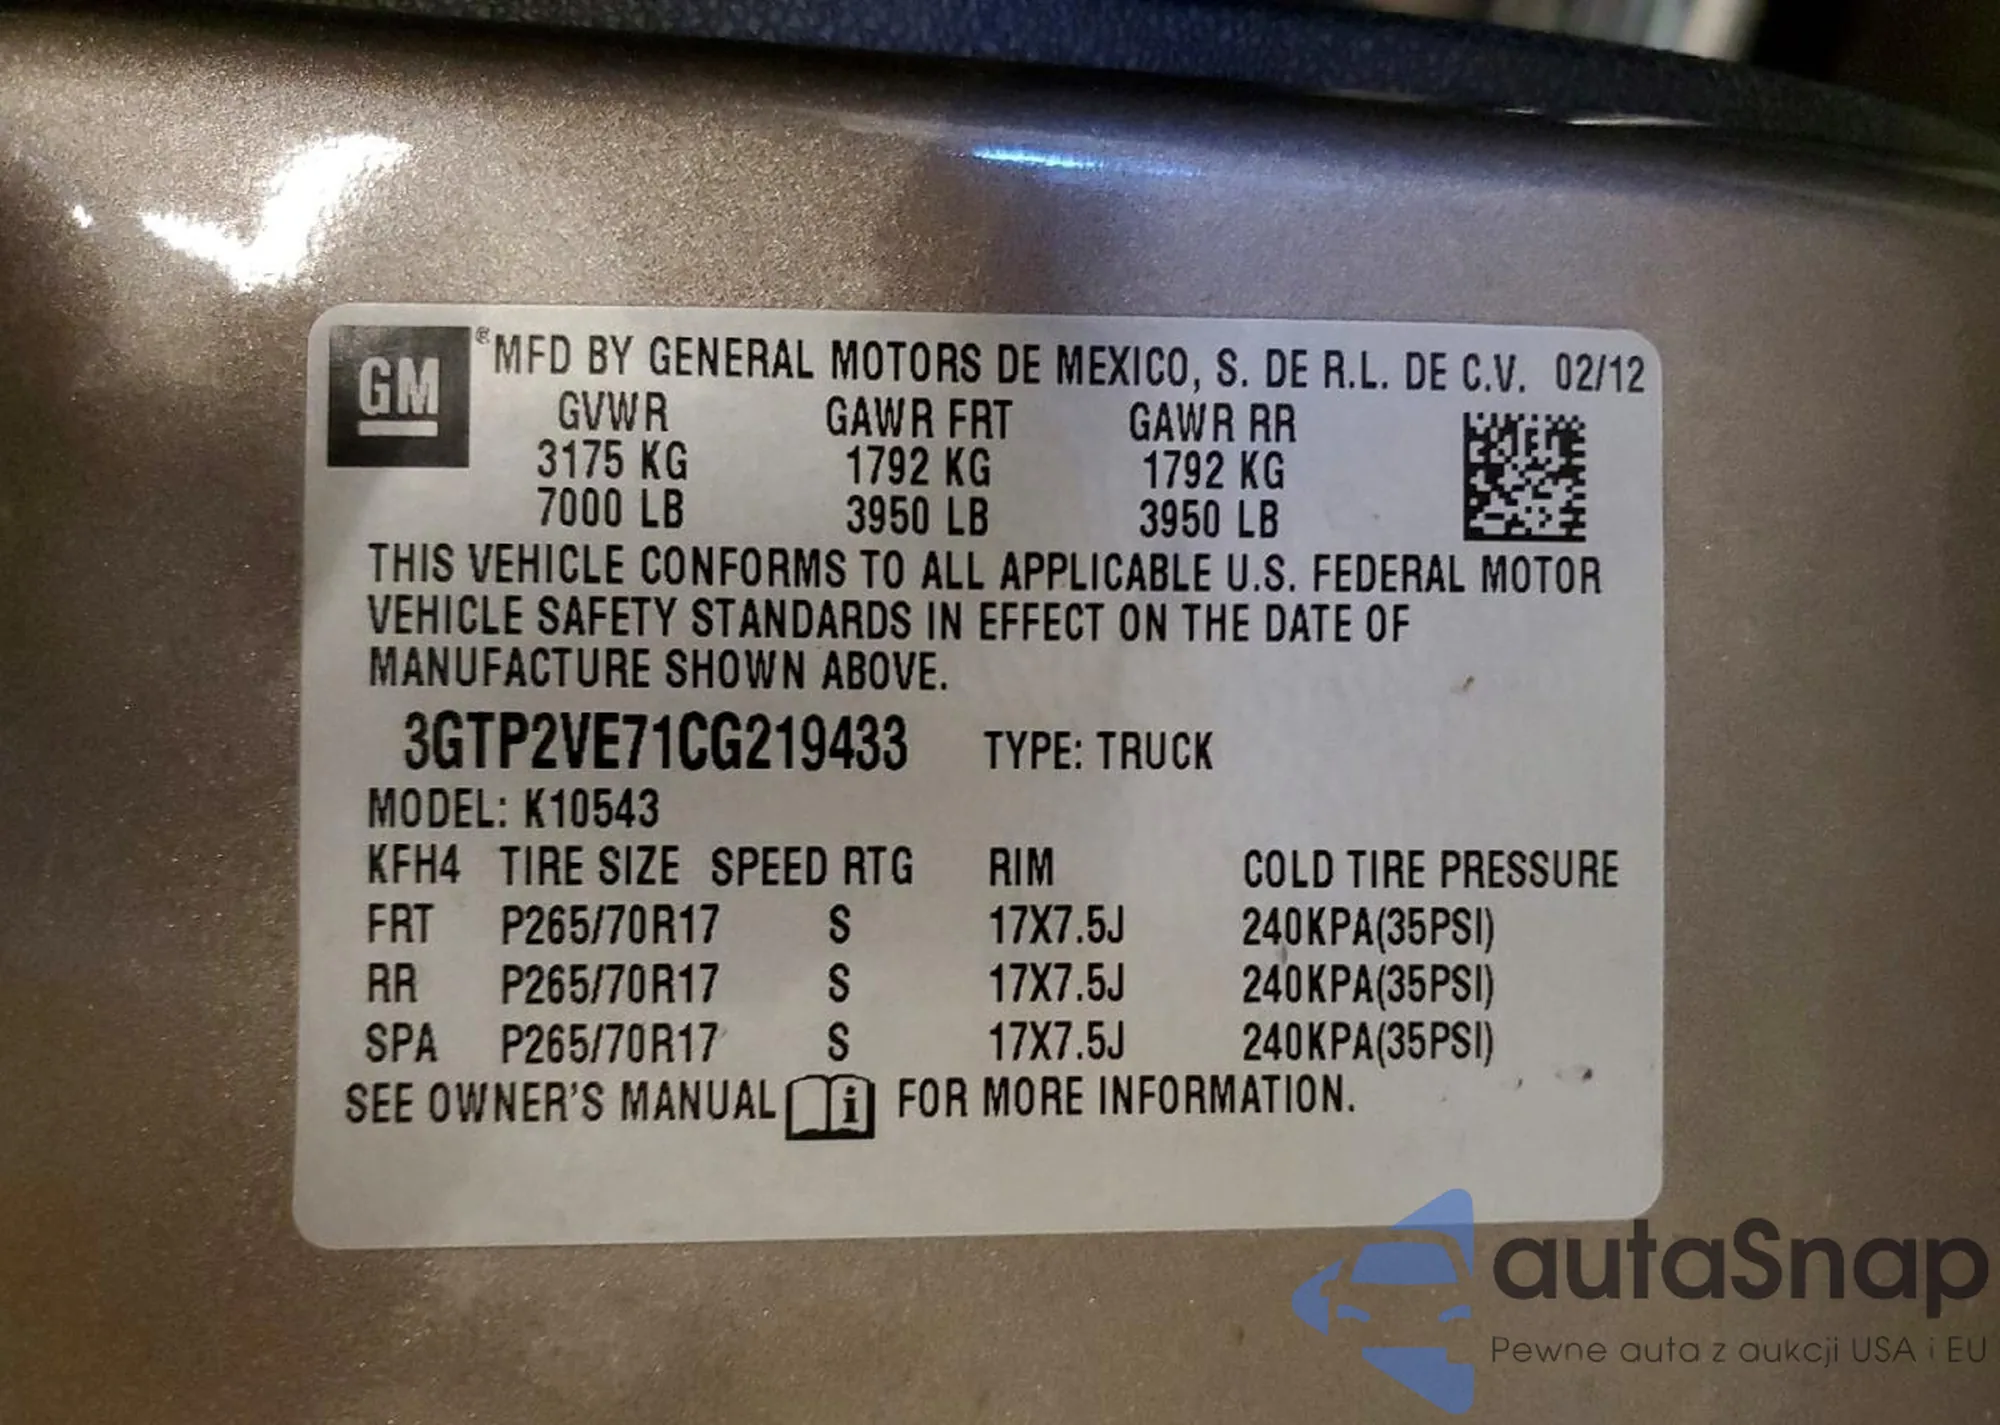 GM
®MFD BY GENERAL MOTORS DE MEXICO, S. DE R.L. DE C.V. 02/12
GVWR GAWR FRT GAWR RR
3175 KG 1792 KG 1792 KG
7000 LB 3950 LB 3950 LB
THIS VEHICLE CONFORMS TO ALL APPLICABLE U.S. FEDERAL MOTOR
VEHICLE SAFETY STANDARDS IN EFFECT ON THE DATE OF
MANUFACTURE SHOWN ABOVE.
3GTP2VE71CG219433 TYPE: TRUCK
MODEL: K10543
KFH4 TIRE SIZE SPEED RTG RIM COLD TIRE PRESSURE
FRT P265/70R17 S 17X7.5J 240KPA(35PSI)
RR P265/70R17 S 17X7.5J 240KPA(35PSI)
SPA P265/70R17 S 17X7.5J 240KPA(35PSI)
SEE OWNER'S MANUAL i FOR MORE INFORMATION.
autaSnap
Pewne auta z aukcji USA i EU